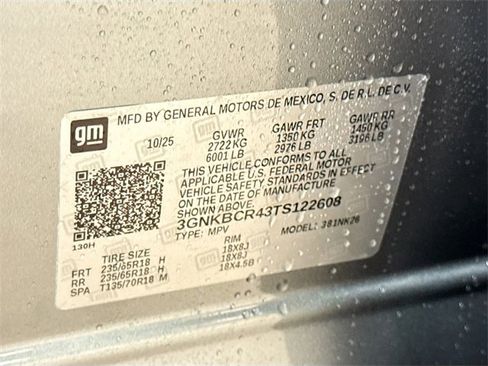 gm
MFD BY GENERAL MOTORS DE MEXICO, S. DE R.L. DE C.V.
10/25 GVWR GAWR FRT GAWR RR
2722 KG 1350 KG 1450 KG
6001 LB 2976 LB 3196 LB
THIS VEHICLE CONFORMS TO ALL
APPLICABLE U.S. FEDERAL MOTOR
VEHICLE SAFETY STANDARDS IN
EFFECT ON THE DATE OF
MANUFACTURE SHOWN ABOVE.
3GNKBCR43TS122608
TYPE: MPV MODEL: 381NK26
130H
TIRE SIZE RIM
FRT 235/65R18 H 18X8J
RR 235/65R18 H 18X8J
SPA T135/70R18 M 18X4.5B